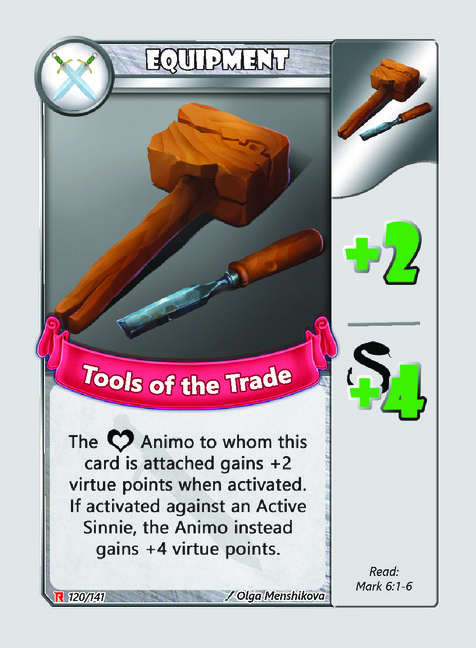 EQUIPMENT
+2
+4
Tools of the Trade
The Animo to whom this
card is attached gains +2
virtue points when activated.
If activated against an Active
Sinnie, the Animo instead
gains +4 virtue points.
Read:
Mark 6:1-6
R 120/141
/ Olga Menshikova